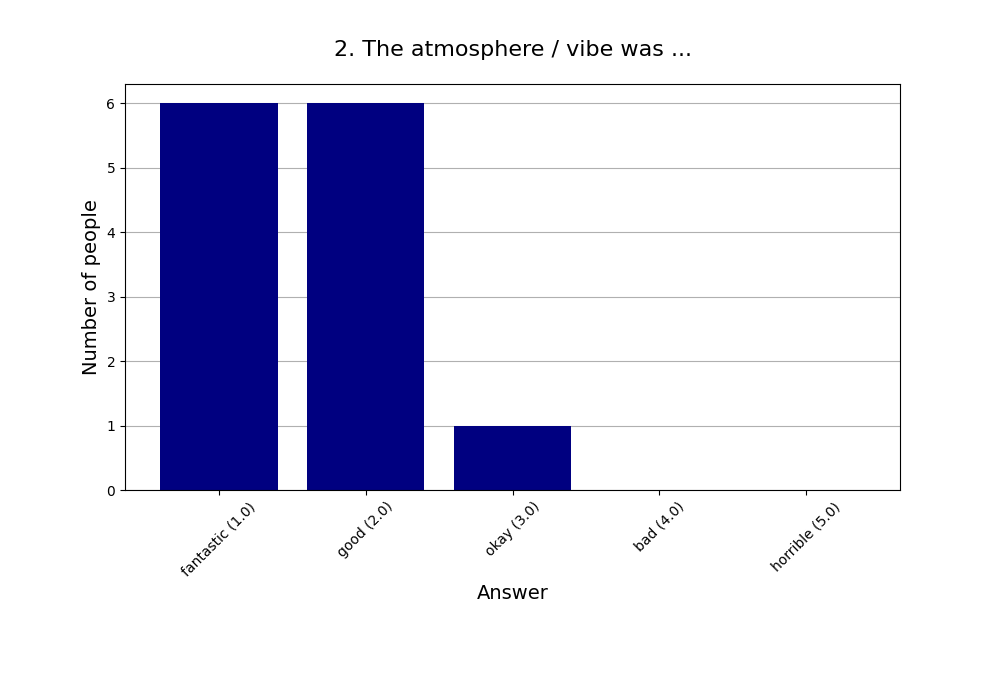 2. The atmosphere / vibe was ...
Number of people
6
5
4
3
2
1
0
fantastic (1.0)
good (2.0)
okay (3.0)
bad (4.0)
horrible (5.0)
Answer